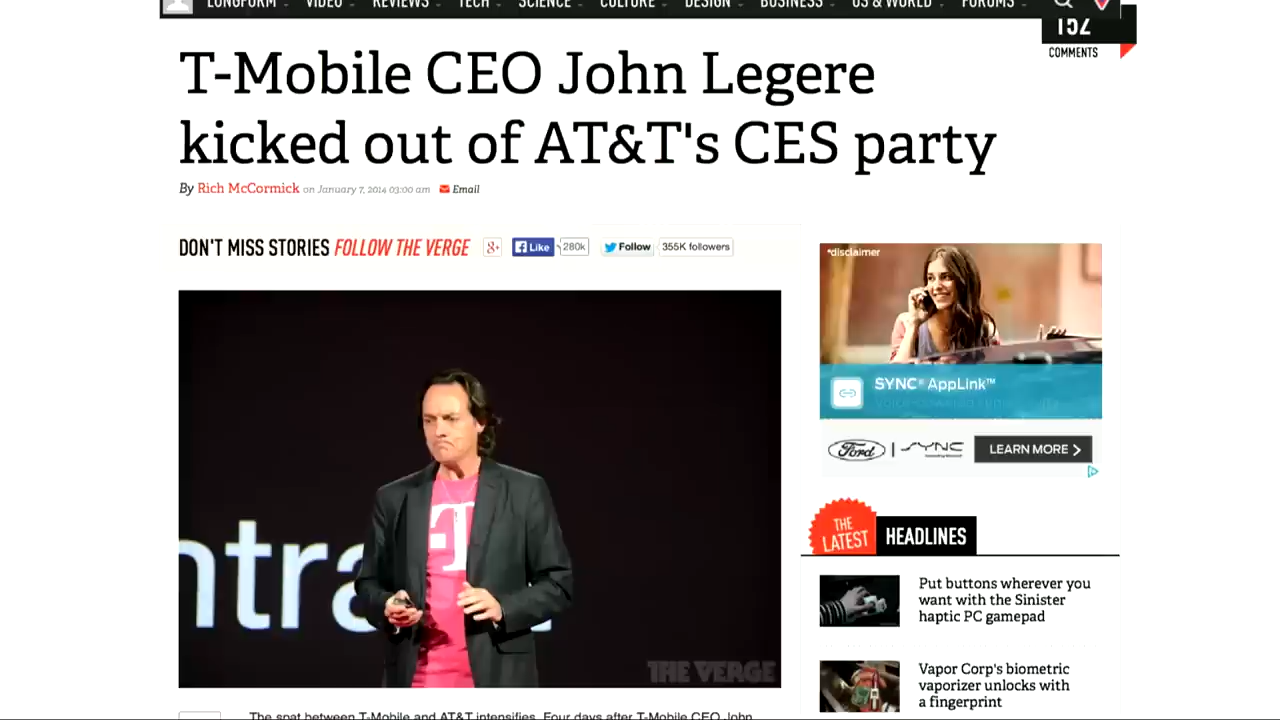 LONGFORM VIDEO REVIEWS TECH SCIENCE CULTURE DESIGN BUSINESS US & WORLD FORUMS
152
COMMENTS
T-Mobile CEO John Legere
kicked out of AT&T's CES party
By Rich McCormick on January 7, 2014 03:00 am Email
DON'T MISS STORIES FOLLOW THE VERGE g+ Like 280k Follow 355K followers
*disclaimer
SYNC® AppLink™
Ford SYNC LEARN MORE
ntra
T
THE VERGE
THE
LATEST
HEADLINES
Put buttons wherever you
want with the Sinister
haptic PC gamepad
Vapor Corp's biometric
vaporizer unlocks with
a fingerprint
The spat between T-Mobile and AT&T intensifies. Four days after T-Mobile CEO John